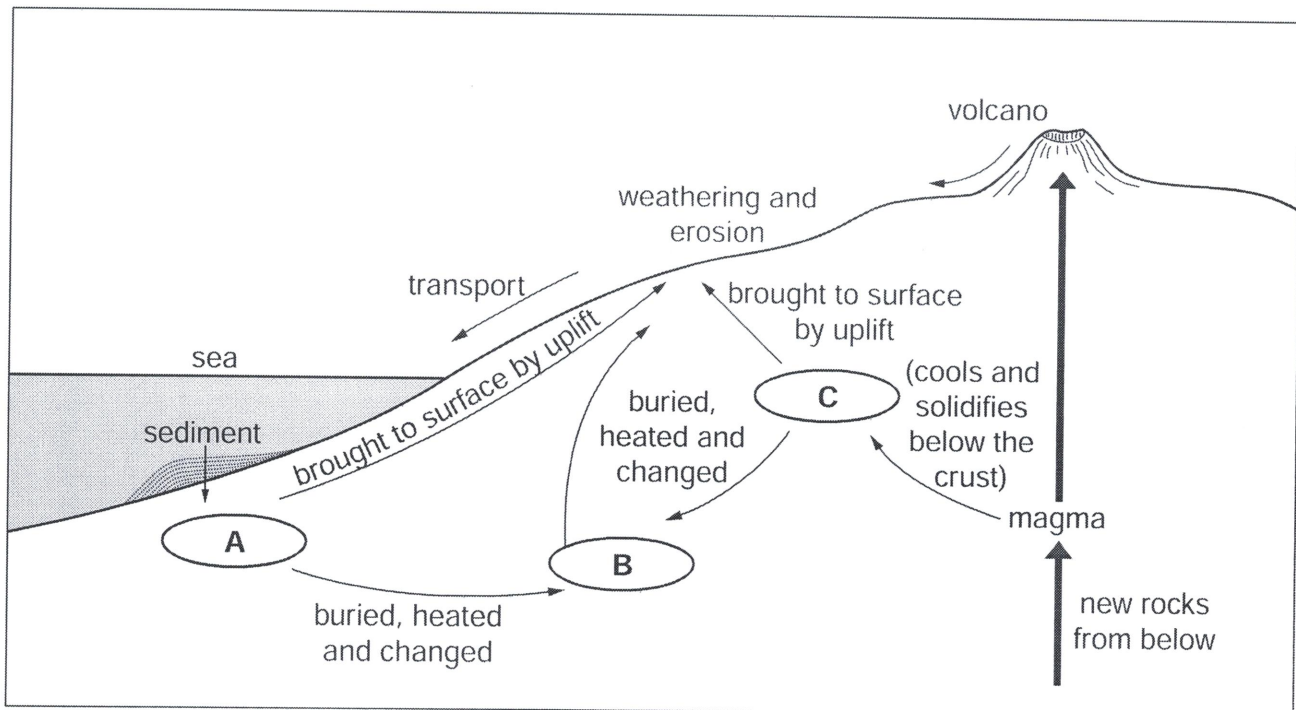 volcano
weathering and
erosion
transport
brought to surface
by uplift
sea
brought to surface by uplift
sediment
buried,
heated and
changed
C
(cools and
solidifies
below the
crust)
magma
A
B
buried, heated
and changed
new rocks
from below